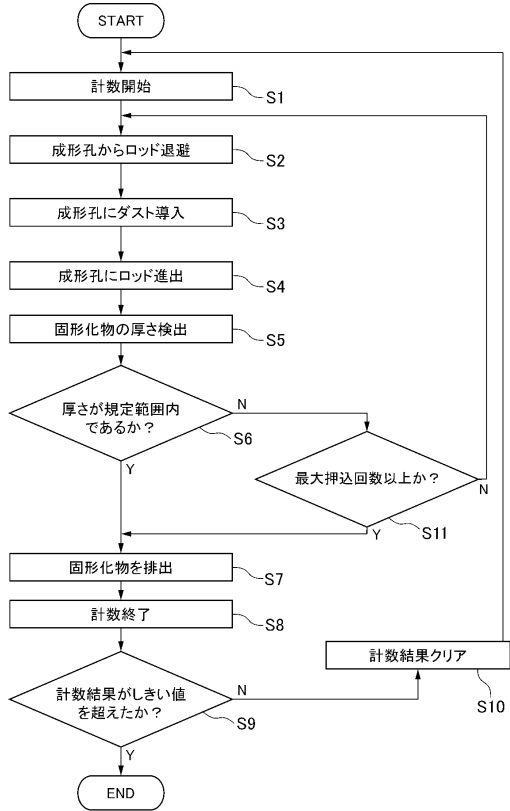 START
計数開始
S1
成形孔からロッド退避
S2
成形孔にダスト導入
S3
成形孔にロッド進出
S4
固形化物の厚さ検出
S5
厚さが規定範囲内
であるか？
N
S6
Y
最大押込回数以上か？
N
S11
Y
固形化物を排出
S7
計数終了
S8
計数結果がしきい値
を超えたか？
N
S9
Y
計数結果クリア
S10
END